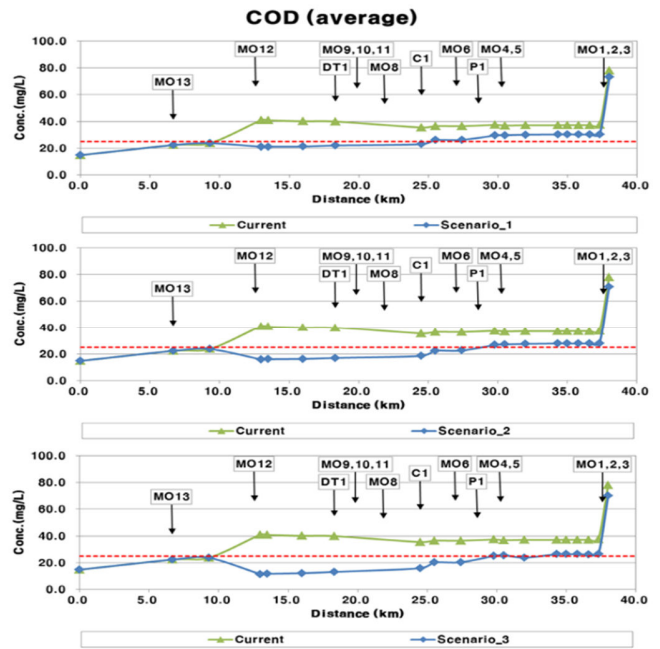 COD (average)
100.0
80.0
60.0
40.0
20.0
0.0
Conc.(mg/L)
MO13
MO12
MO9,10,11
DT1
MO8
C1
MO6
P1
MO4,5
MO1,2,3
0.0 5.0 10.0 15.0 20.0 25.0 30.0 35.0 40.0
Distance (km)
Current Scenario_1
100.0
80.0
60.0
40.0
20.0
0.0
Conc.(mg/L)
MO13
MO12
MO9,10,11
DT1
MO8
C1
MO6
P1
MO4,5
MO1,2,3
0.0 5.0 10.0 15.0 20.0 25.0 30.0 35.0 40.0
Distance (km)
Current Scenario_2
100.0
80.0
60.0
40.0
20.0
0.0
Conc.(mg/L)
MO13
MO12
MO9,10,11
DT1
MO8
C1
MO6
P1
MO4,5
MO1,2,3
0.0 5.0 10.0 15.0 20.0 25.0 30.0 35.0 40.0
Distance (km)
Current Scenario_3